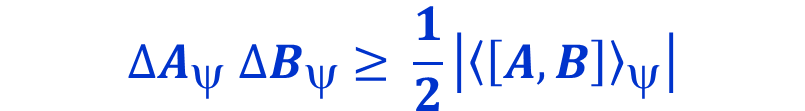 ΔA_ψ ΔB_ψ ≥ 1/2 |⟨[A, B]⟩_ψ|